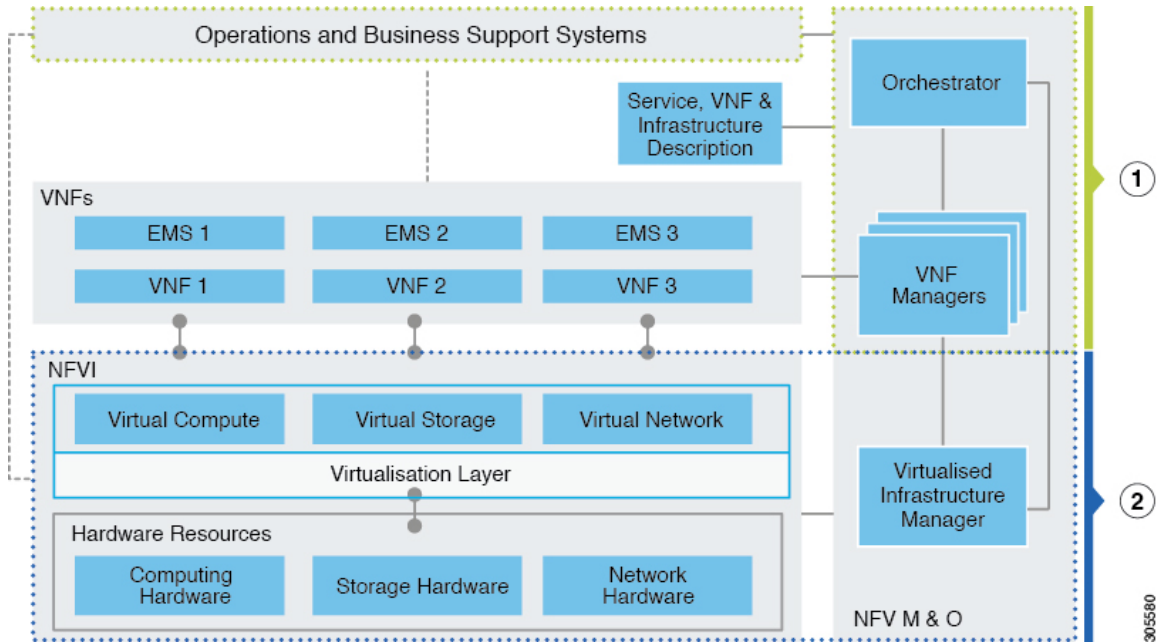 Operations and Business Support Systems
Orchestrator
Service, VNF &
Infrastructure
Description
1
VNFs
EMS 1
EMS 2
EMS 3
VNF 1
VNF 2
VNF 3
VNF
Managers
NFVI
Virtual Compute
Virtual Storage
Virtual Network
Virtualisation Layer
Virtualised
Infrastructure
Manager
2
Hardware Resources
Computing
Hardware
Storage Hardware
Network
Hardware
NFV M & O
305580